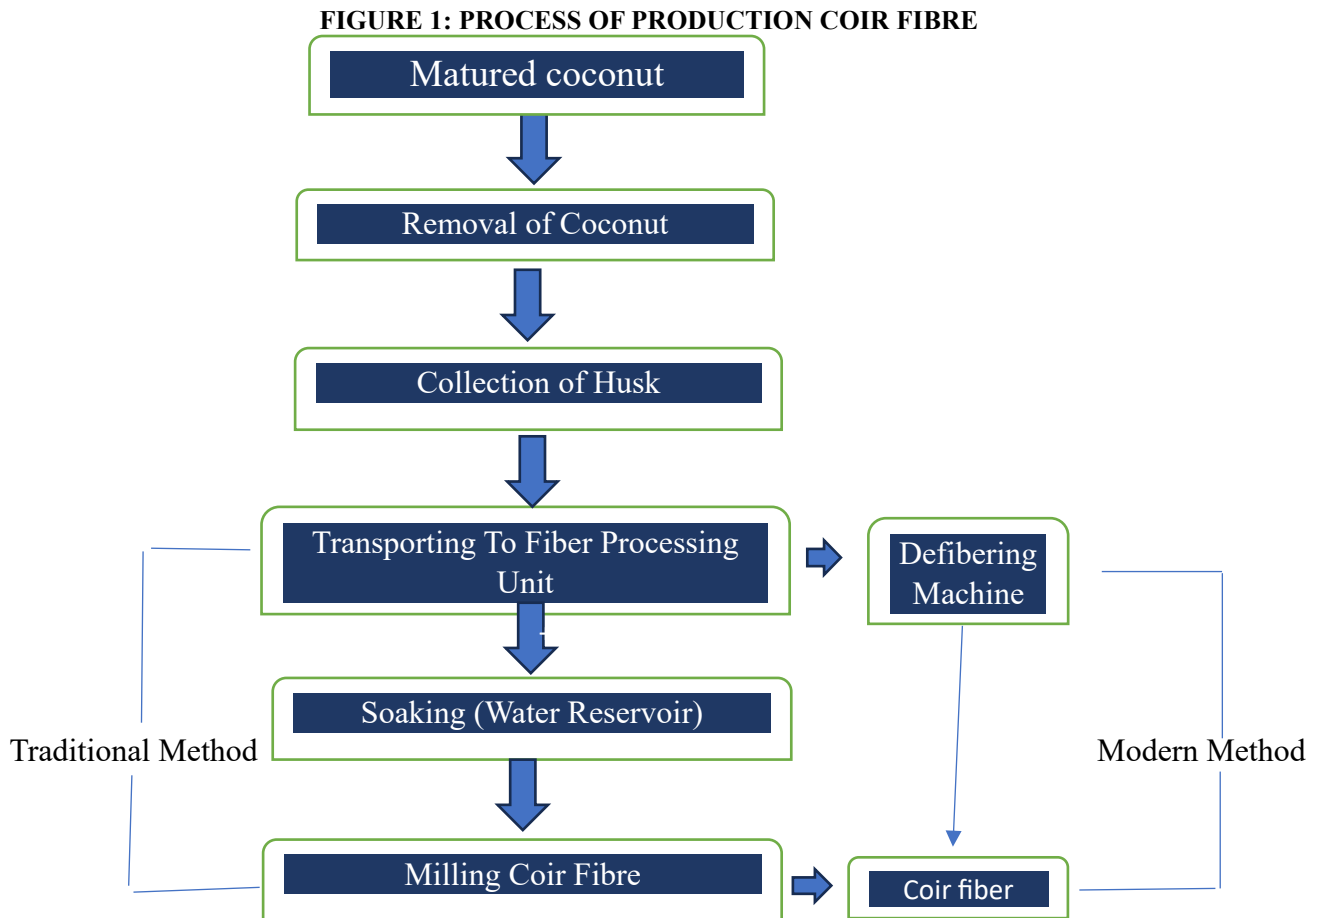 FIGURE 1: PROCESS OF PRODUCTION COIR FIBRE
Matured coconut
Removal of Coconut
Collection of Husk
Transporting To Fiber Processing
Unit
Defibering
Machine
Soaking (Water Reservoir)
Traditional Method
Modern Method
Milling Coir Fibre
Coir fiber